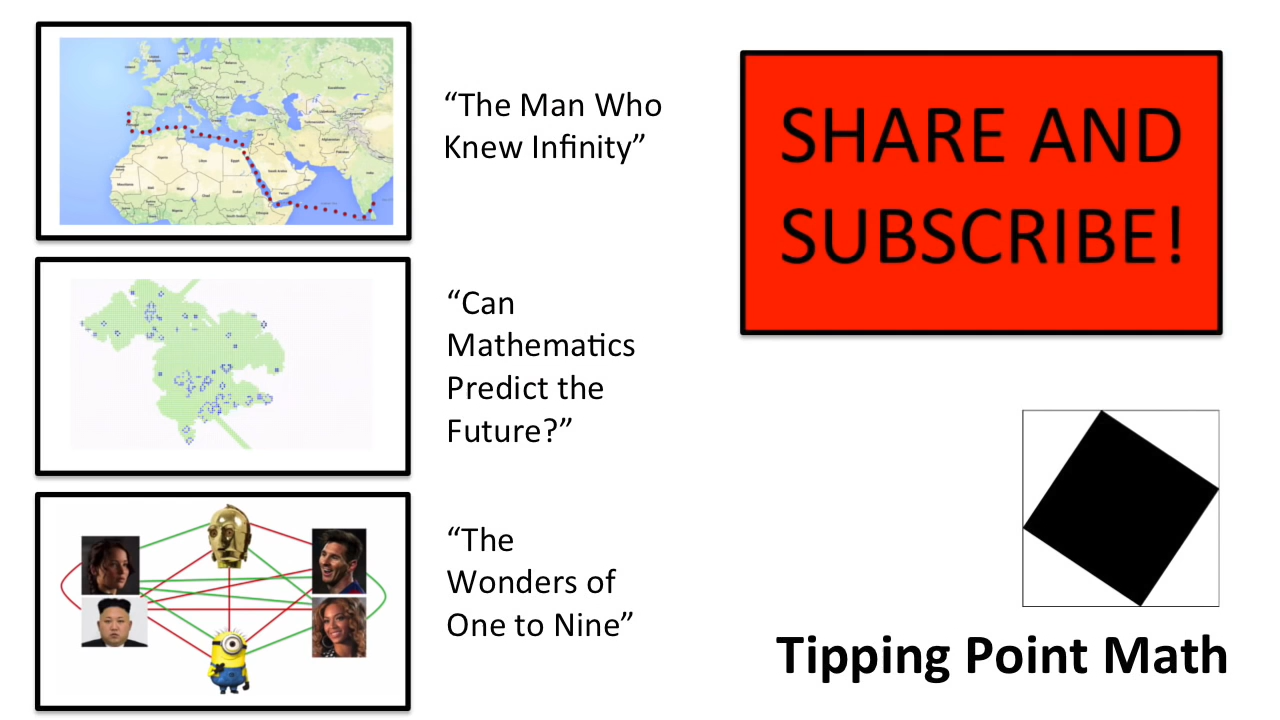 “The Man Who
Knew Infinity”
“Can
Mathematics
Predict the
Future?”
“The
Wonders of
One to Nine”
SHARE AND
SUBSCRIBE!
Tipping Point Math